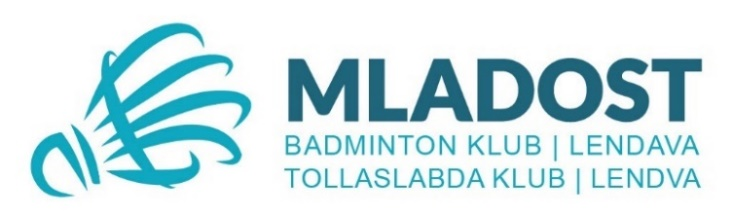 MLADOST
BADMINTON KLUB | LENDAVA
TOLLASLABDA KLUB | LENDVA